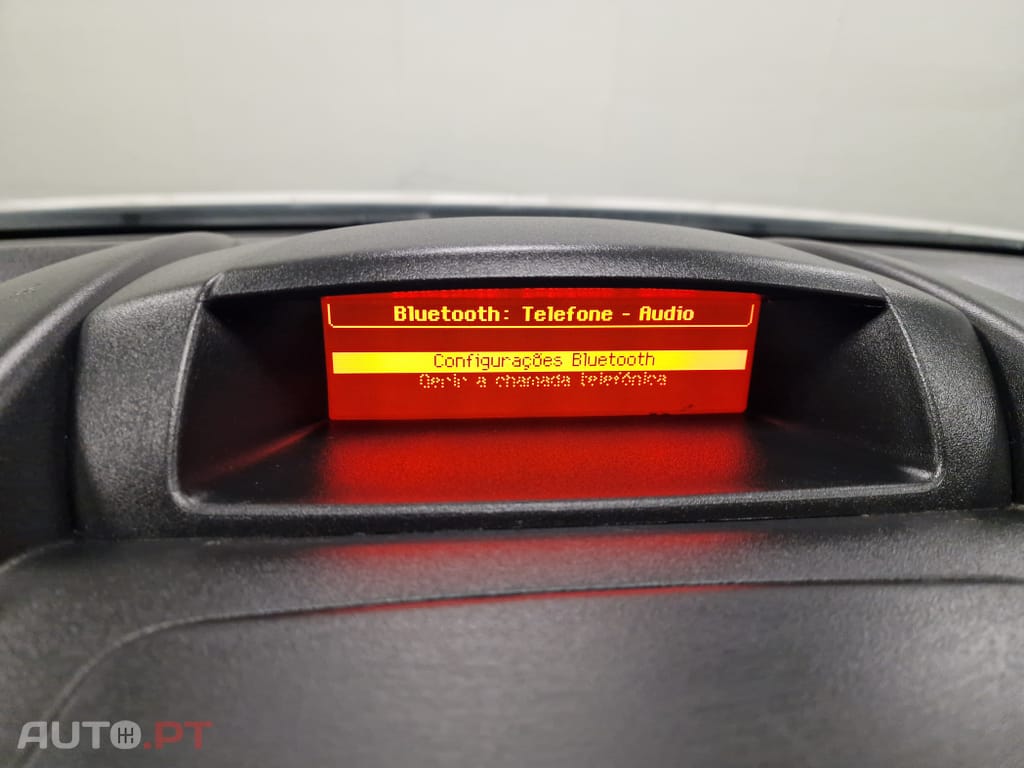 Bluetooth: Telefone - Audio
Configurações Bluetooth
Gerir a chamada telefónica
AUTO.PT